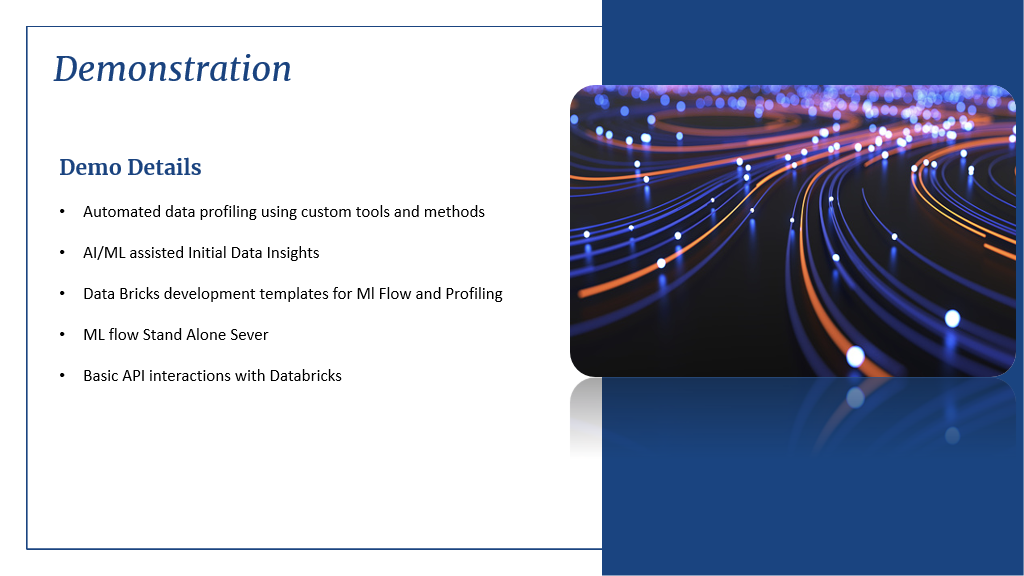 Demonstration
Demo Details
• Automated data profiling using custom tools and methods
• AI/ML assisted Initial Data Insights
• Data Bricks development templates for Ml Flow and Profiling
• ML flow Stand Alone Sever
• Basic API interactions with Databricks